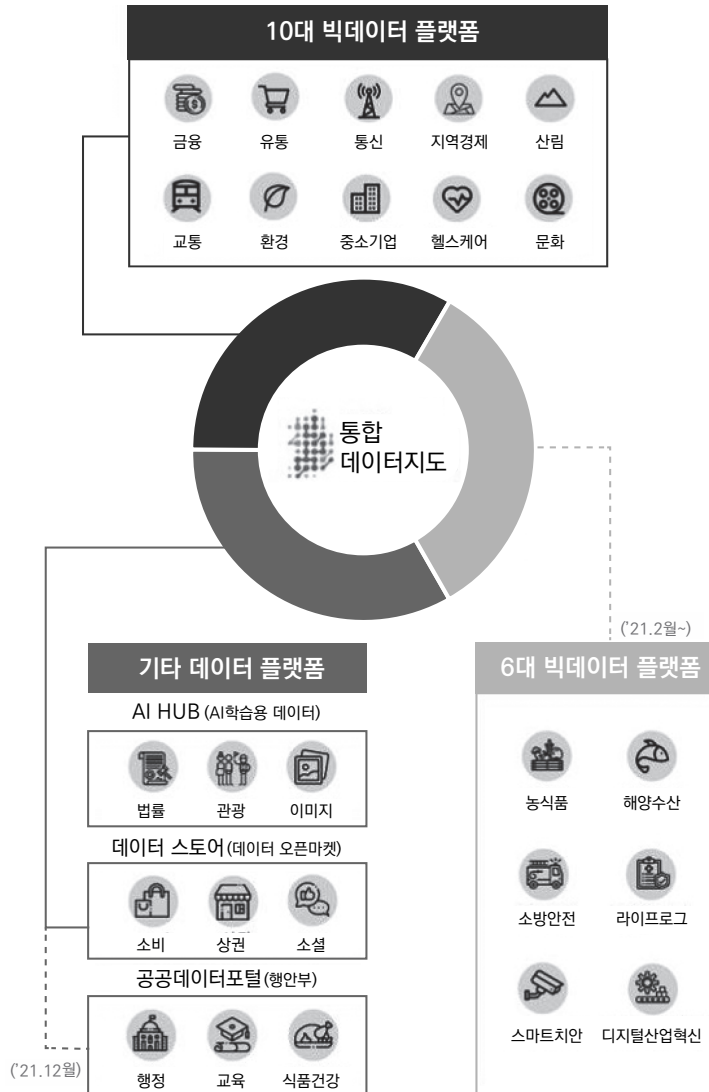 10대 빅데이터 플랫폼
금융 유통 통신 지역경제 산림
교통 환경 중소기업 헬스케어 문화
통합
데이터지도
('21.2월~)
기타 데이터 플랫폼
AI HUB (AI학습용 데이터)
법률 관광 이미지
데이터 스토어(데이터 오픈마켓)
소비 상권 소셜
공공데이터포털(행안부)
행정 교육 식품건강
('21.12월)
6대 빅데이터 플랫폼
농식품 해양수산
소방안전 라이프로그
스마트치안 디지털산업혁신